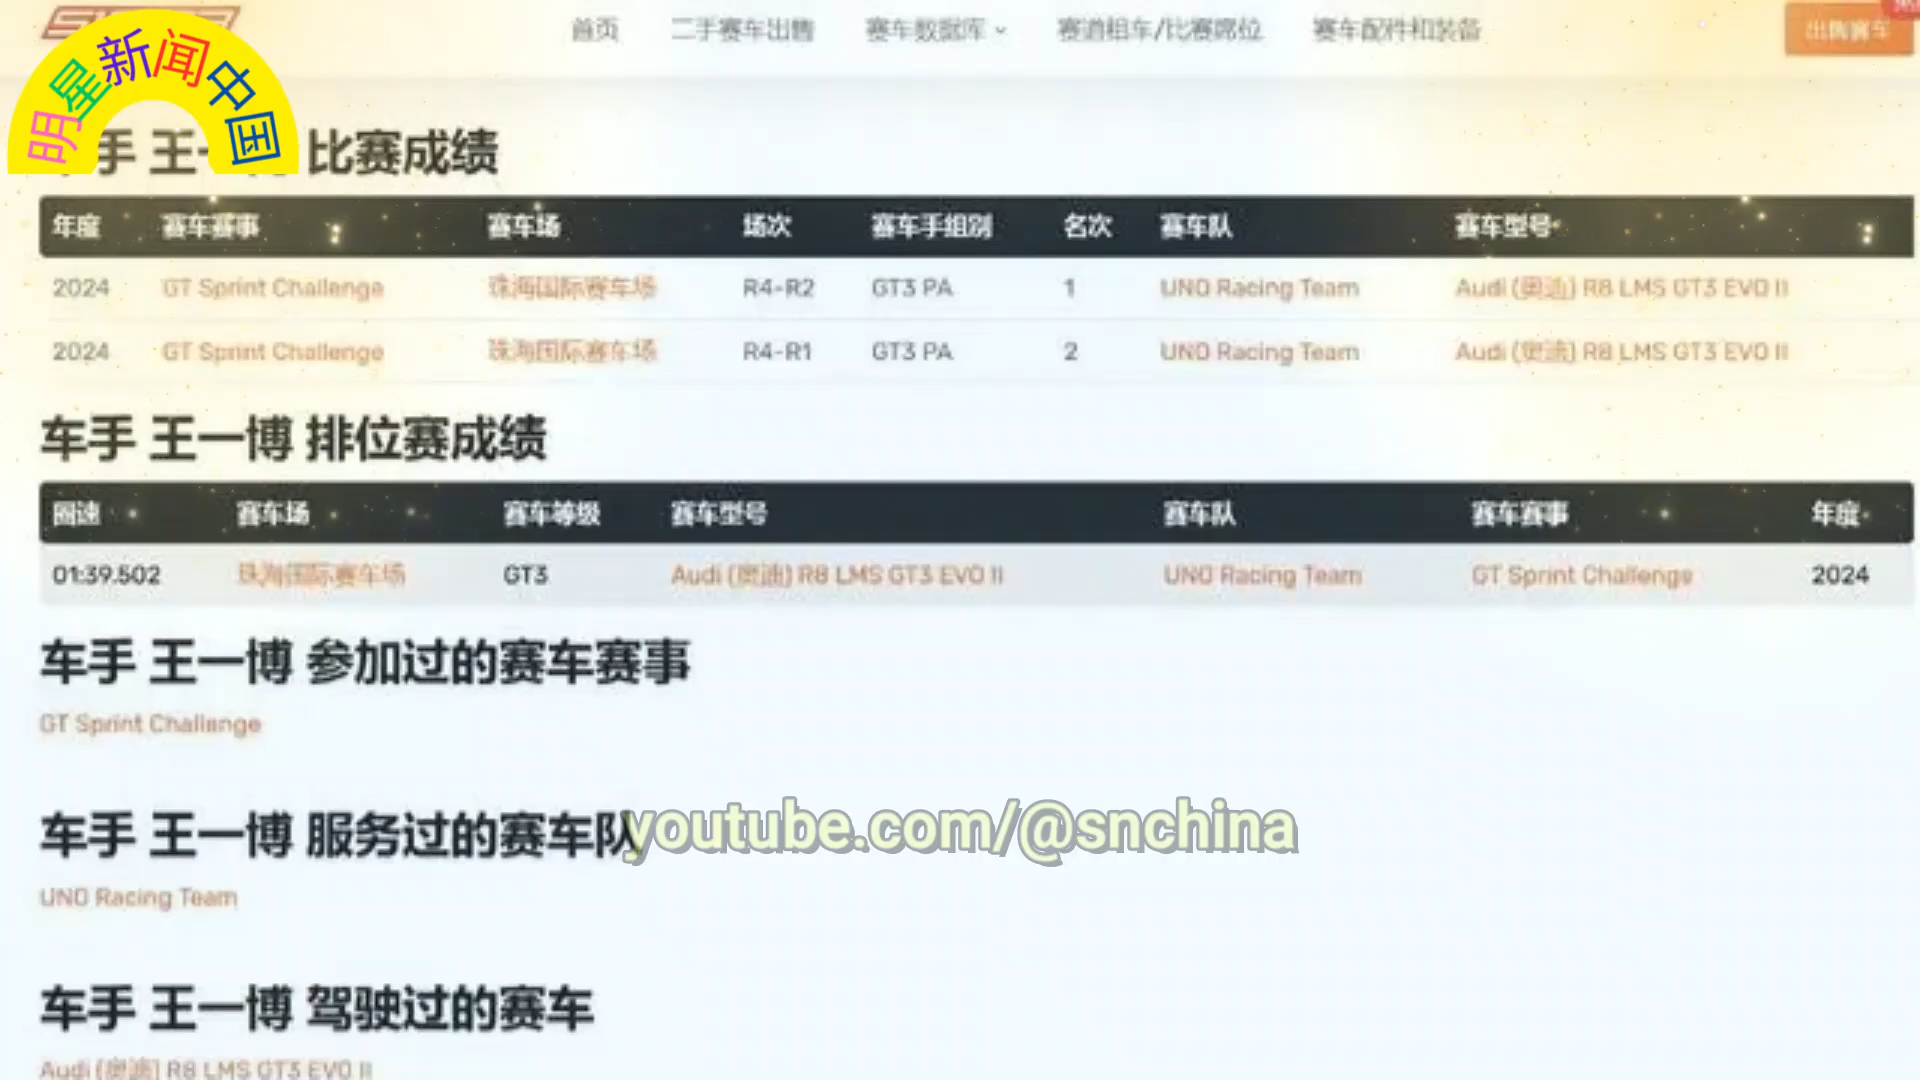 首页 二手赛车出售 赛车数据库 赛道租车/比赛席位 赛车配件和装备 出售赛车
明星新闻中国
手 王一 比赛成绩
年度 赛车赛事 赛车场 场次 赛车手组别 名次 赛车队 赛车型号
2024 GT Sprint Challenge 珠海国际赛车场 R4-R2 GT3 PA 1 UNO Racing Team Audi (奥迪) R8 LMS GT3 EVO II
2024 GT Sprint Challenge 珠海国际赛车场 R4-R1 GT3 PA 2 UNO Racing Team Audi (奥迪) R8 LMS GT3 EVO II
车手 王一博 排位赛成绩
圈速 赛车场 赛车等级 赛车型号 赛车队 赛车赛事 年度
01:39.502 珠海国际赛车场 GT3 Audi (奥迪) R8 LMS GT3 EVO II UNO Racing Team GT Sprint Challenge 2024
车手 王一博 参加过的赛车赛事
GT Sprint Challenge
车手 王一博 服务过的赛车队
youtube.com/@snchina
UNO Racing Team
车手 王一博 驾驶过的赛车
Audi (奥迪) R8 LMS GT3 EVO II